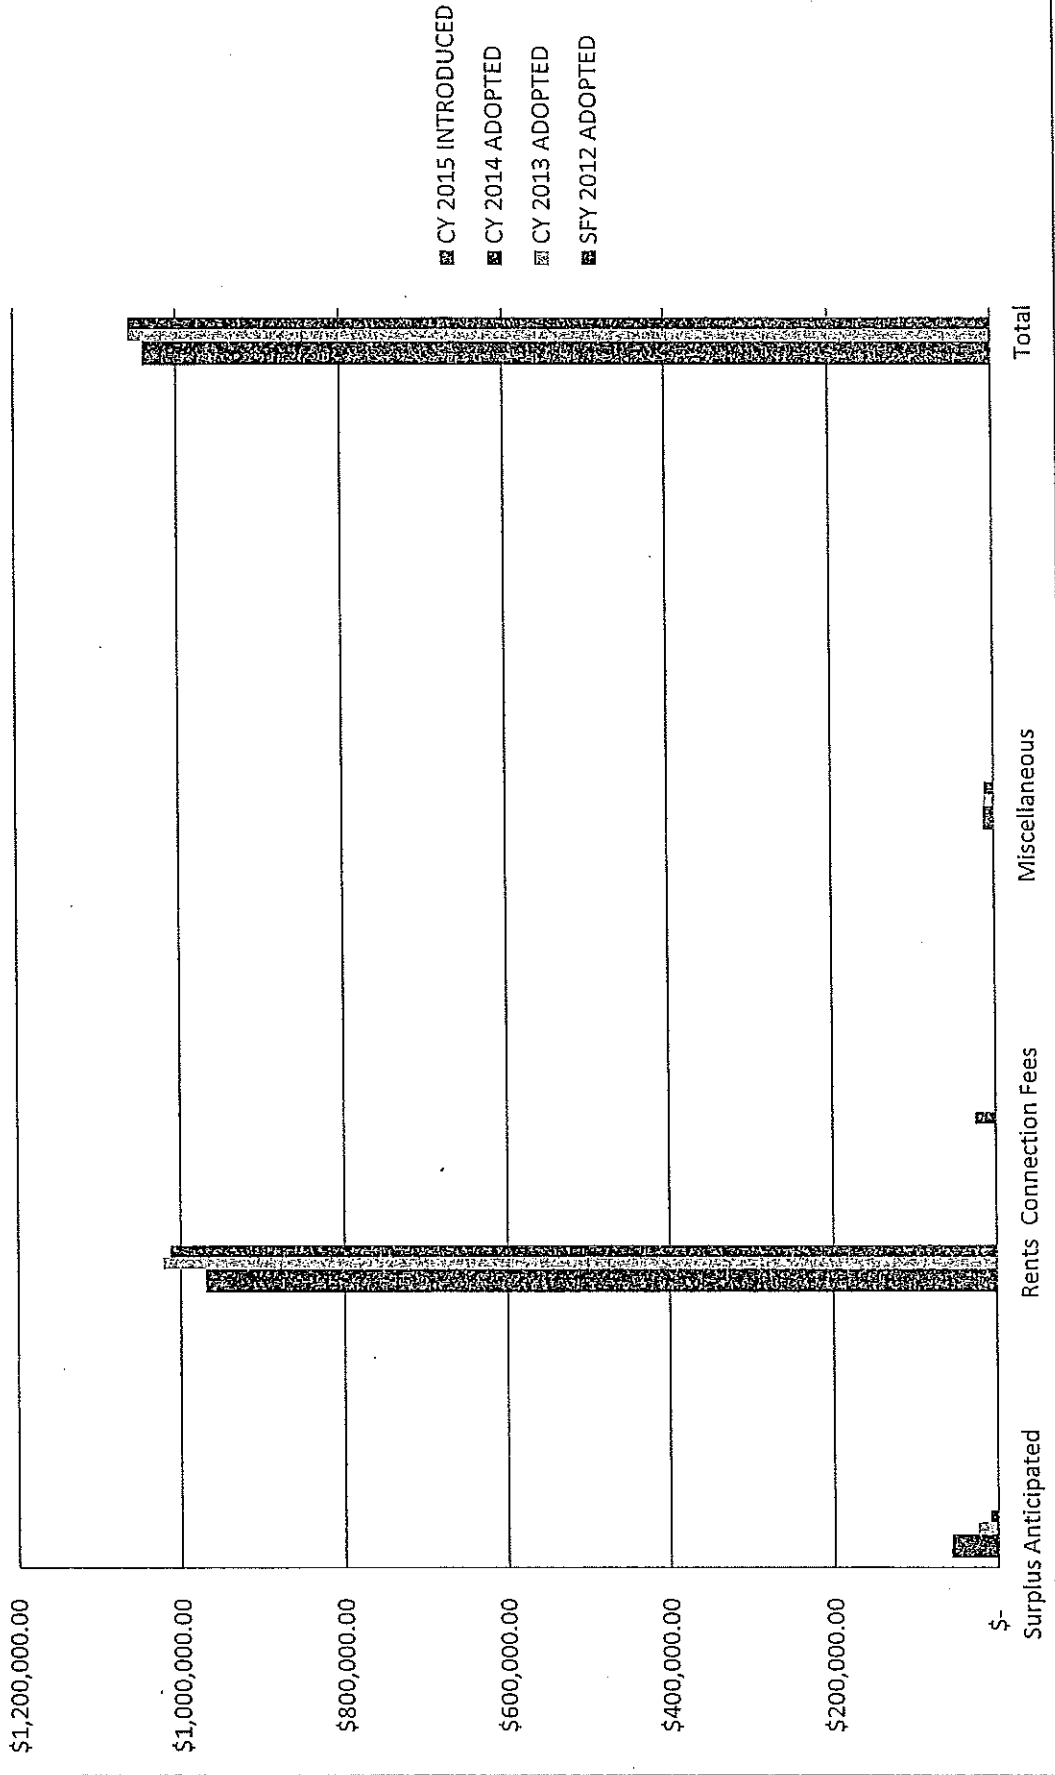 $1,200,000.00
$1,000,000.00
$800,000.00
$600,000.00
$400,000.00
$200,000.00
$-
Surplus Anticipated
Rents
Connection Fees
Miscellaneous
Total
CY 2015 INTRODUCED
CY 2014 ADOPTED
CY 2013 ADOPTED
SFY 2012 ADOPTED